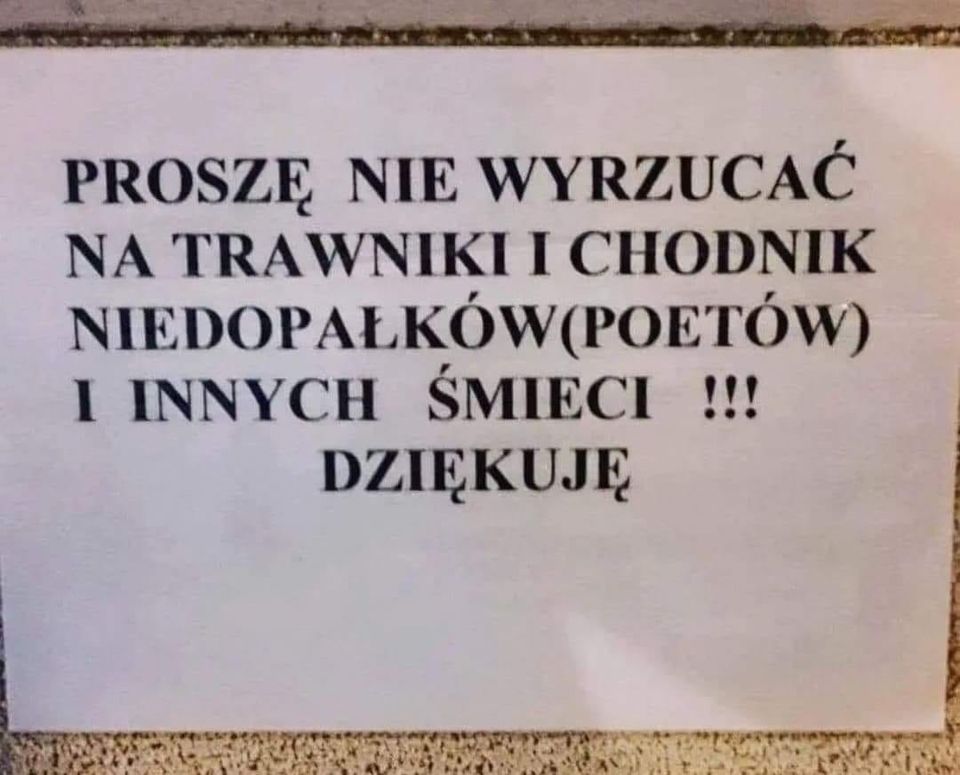 PROSZĘ NIE WYRZUCAĆ
NA TRAWNIKI I CHODNIK
NIEDOPAŁKÓW(POETÓW)
I INNYCH ŚMIECI !!!
DZIĘKUJĘ